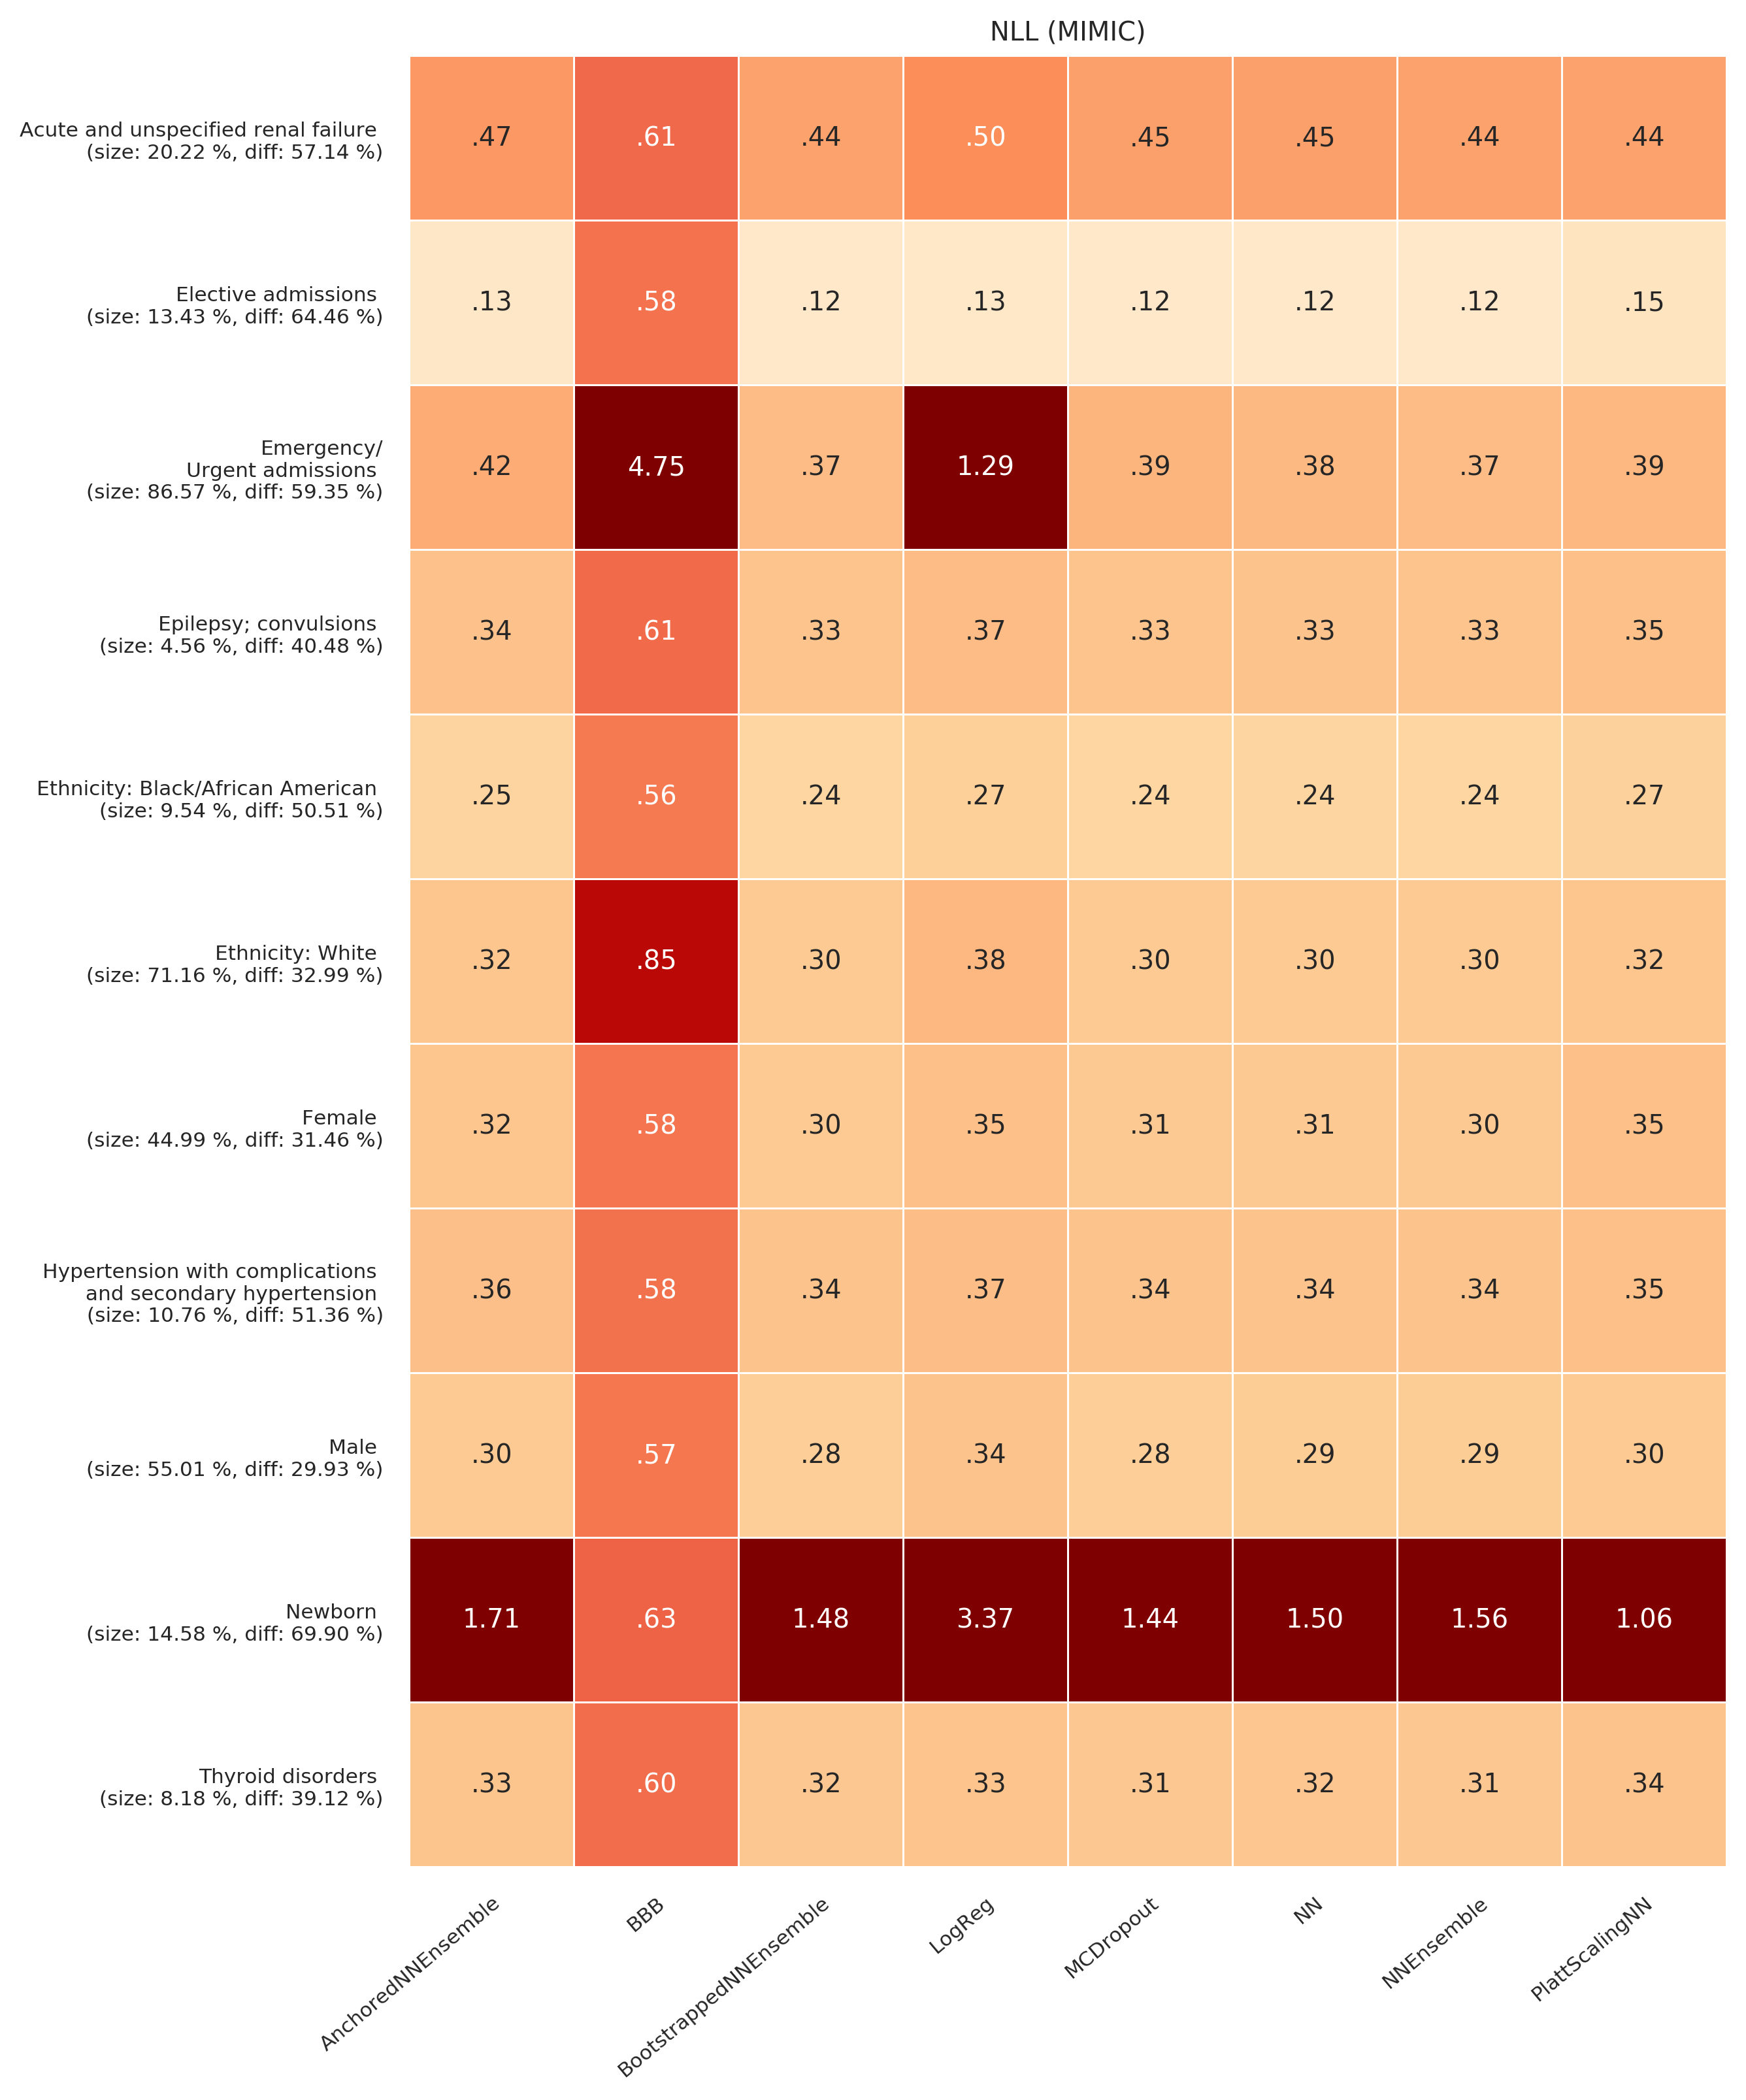 NLL (MIMIC)
Acute and unspecified renal failure
(size: 20.22 %, diff: 57.14 %)
.47 .61 .44 .50 .45 .45 .44 .44
Elective admissions
(size: 13.43 %, diff: 64.46 %)
.13 .58 .12 .13 .12 .12 .12 .15
Emergency/
Urgent admissions
(size: 86.57 %, diff: 59.35 %)
.42 4.75 .37 1.29 .39 .38 .37 .39
Epilepsy; convulsions
(size: 4.56 %, diff: 40.48 %)
.34 .61 .33 .37 .33 .33 .33 .35
Ethnicity: Black/African American
(size: 9.54 %, diff: 50.51 %)
.25 .56 .24 .27 .24 .24 .24 .27
Ethnicity: White
(size: 71.16 %, diff: 32.99 %)
.32 .85 .30 .38 .30 .30 .30 .32
Female
(size: 44.99 %, diff: 31.46 %)
.32 .58 .30 .35 .31 .31 .30 .35
Hypertension with complications
and secondary hypertension
(size: 10.76 %, diff: 51.36 %)
.36 .58 .34 .37 .34 .34 .34 .35
Male
(size: 55.01 %, diff: 29.93 %)
.30 .57 .28 .34 .28 .29 .29 .30
Newborn
(size: 14.58 %, diff: 69.90 %)
1.71 .63 1.48 3.37 1.44 1.50 1.56 1.06
Thyroid disorders
(size: 8.18 %, diff: 39.12 %)
.33 .60 .32 .33 .31 .32 .31 .34
AnchoredNNEnsemble
BBB
BootstrappedNNEnsemble
LogReg
MCDropout
NN
NNEnsemble
PlattScalingNN